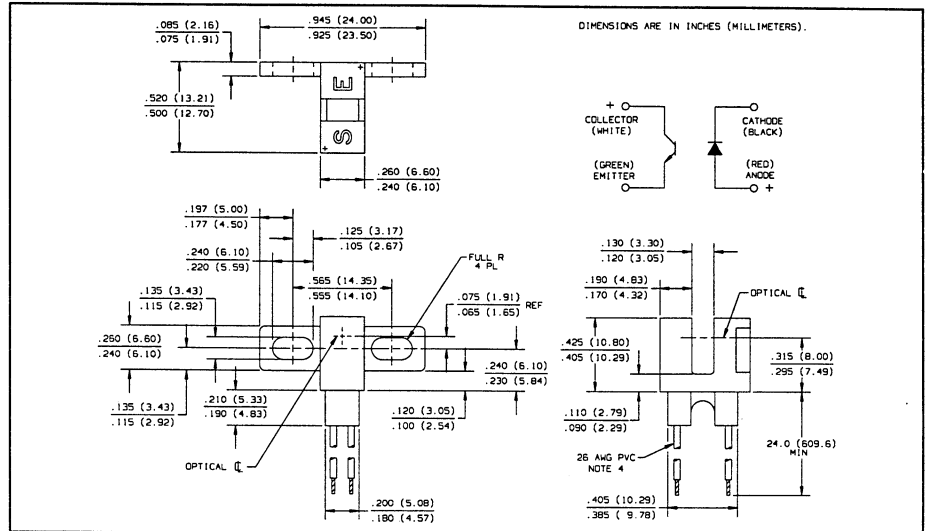 DIMENSIONS ARE IN INCHES (MILLIMETERS).
.085 (2.16)
.075 (1.91)
.945 (24.00)
.925 (23.50)
.520 (13.21)
.500 (12.70)
E
S
+
+
.260 (6.60)
.240 (6.10)
+
COLLECTOR
(WHITE)
CATHODE
(BLACK)
(GREEN)
EMITTER
(RED)
ANODE
+
.197 (5.00)
.177 (4.50)
.125 (3.17)
.105 (2.67)
.240 (6.10)
.220 (5.59)
.565 (14.35)
.555 (14.10)
FULL R
4 PL
.135 (3.43)
.115 (2.92)
.075 (1.91)
.065 (1.65)
REF
.260 (6.60)
.240 (6.10)
.240 (6.10)
.230 (5.84)
.135 (3.43)
.115 (2.92)
.210 (5.33)
.190 (4.83)
.120 (3.05)
.100 (2.54)
OPTICAL ℄
.200 (5.08)
.180 (4.57)
.130 (3.30)
.120 (3.05)
.190 (4.83)
.170 (4.32)
OPTICAL ℄
.425 (10.80)
.405 (10.29)
.315 (8.00)
.295 (7.49)
.110 (2.79)
.090 (2.29)
26 AWG PVC
NOTE 4
24.0 (609.6)
MIN
.405 (10.29)
.385 ( 9.78)